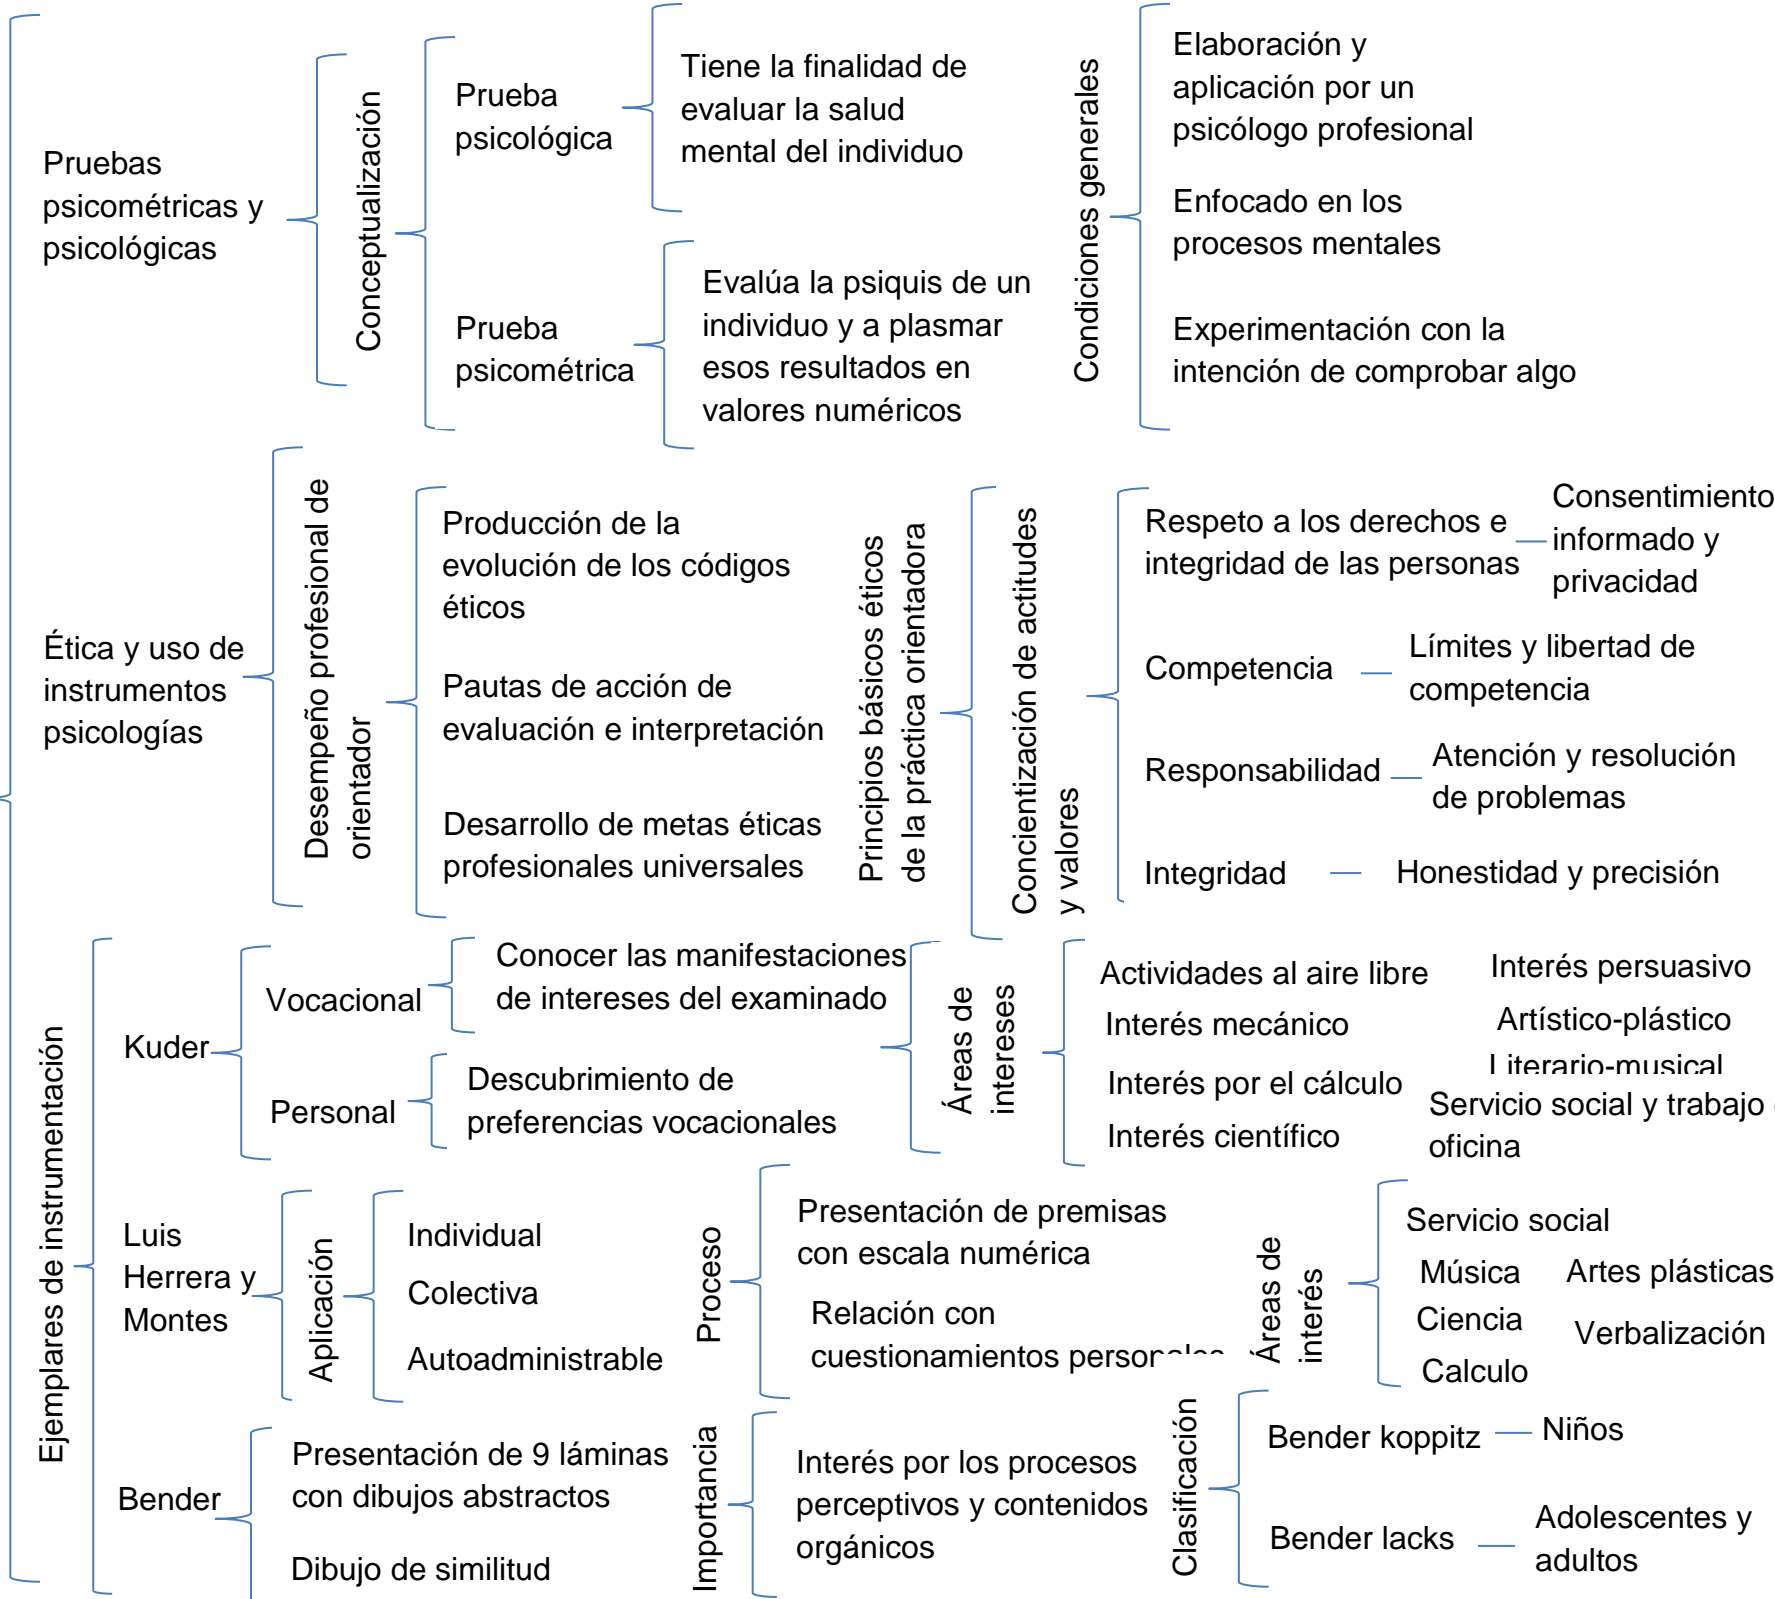 Pruebas
psicométricas y
psicológicas
Conceptualización
Prueba
psicológica
Tiene la finalidad de
evaluar la salud
mental del individuo
Prueba
psicométrica
Evalúa la psiquis de un
individuo y a plasmar
esos resultados en
valores numéricos
Condiciones generales
Elaboración y
aplicación por un
psicólogo profesional
Enfocado en los
procesos mentales
Experimentación con la
intención de comprobar algo
Ética y uso de
instrumentos
psicologías
Desempeño profesional de
orientador
Producción de la
evolución de los códigos
éticos
Pautas de acción de
evaluación e interpretación
Desarrollo de metas éticas
profesionales universales
Principios básicos éticos
de la práctica orientadora
Concientización de actitudes
y valores
Respeto a los derechos e
integridad de las personas
Consentimiento
informado y
privacidad
Competencia
Límites y libertad de
competencia
Responsabilidad
Atención y resolución
de problemas
Integridad
Honestidad y precisión
Ejemplares de instrumentación
Kuder
Vocacional
Conocer las manifestaciones
de intereses del examinado
Personal
Descubrimiento de
preferencias vocacionales
Áreas de
intereses
Actividades al aire libre
Interés mecánico
Interés por el cálculo
Interés científico
Interés persuasivo
Artístico-plástico
Literario-musical
Servicio social y trabajo
oficina
Luis
Herrera y
Montes
Aplicación
Individual
Colectiva
Autoadministrable
Proceso
Presentación de premisas
con escala numérica
Relación con
cuestionamientos personales
Áreas de
interés
Servicio social
Música
Ciencia
Calculo
Artes plásticas
Verbalización
Bender
Presentación de 9 láminas
con dibujos abstractos
Dibujo de similitud
Importancia
Interés por los procesos
perceptivos y contenidos
orgánicos
Clasificación
Bender koppitz
Niños
Bender lacks
Adolescentes y
adultos